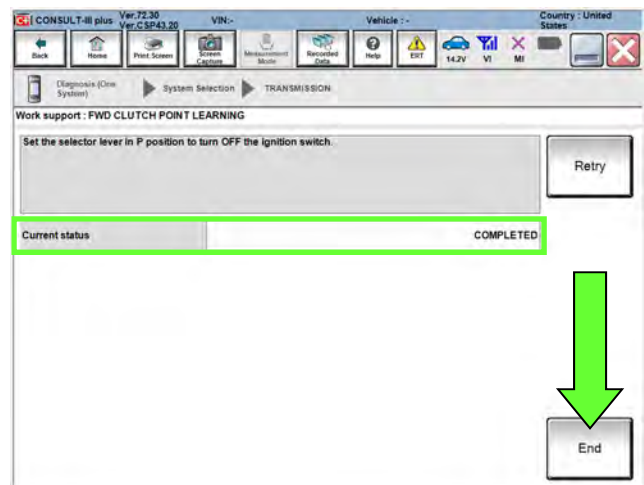 CONSULT-III plus Ver.72.30 VIN:- Vehicle : - Country : United
Ver.CSP43.20 States
Back Home Print Screen Screen Capture Measurement Mode Recorded Data Help ERT 14.2V VI MI
Diagnosis (One System) System Selection TRANSMISSION
Work support : FWD CLUTCH POINT LEARNING
Set the selector lever in P position to turn OFF the ignition switch.
Retry
Current status COMPLETED
End